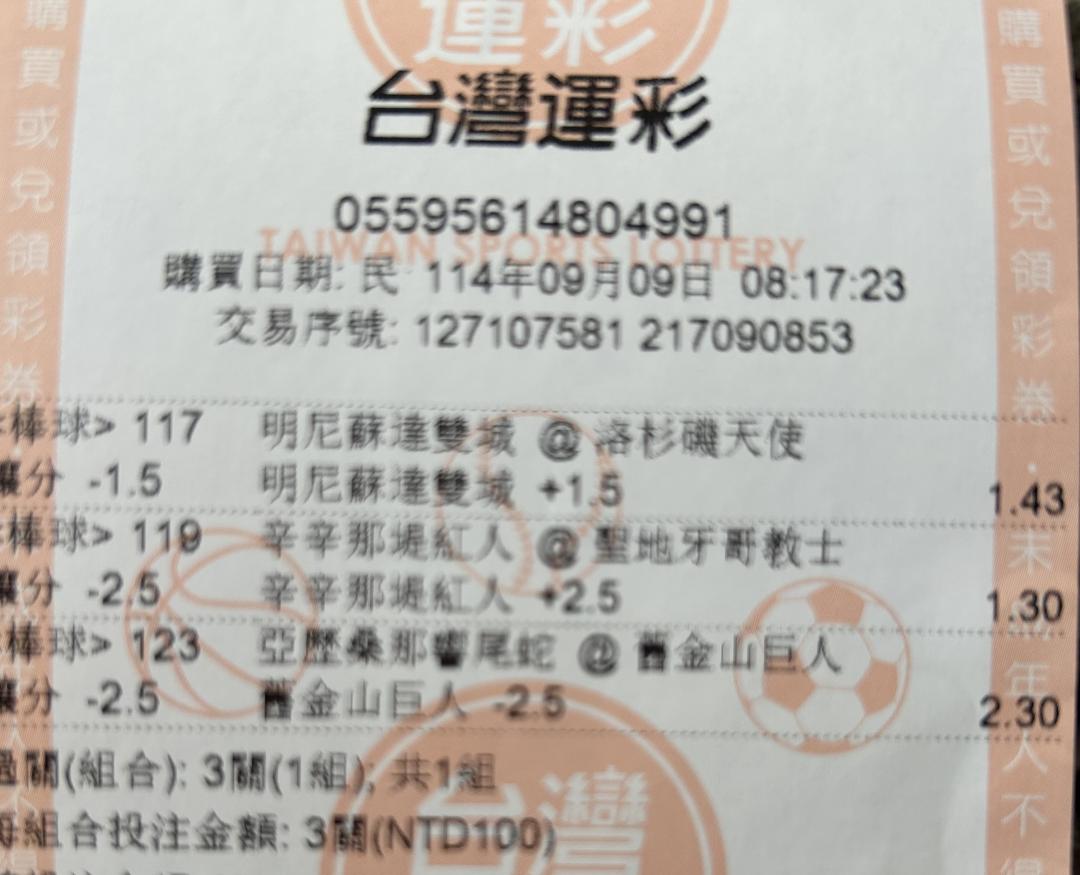 運彩
台灣運彩
05595614804991
TAIWAN SPORTS LOTTERY
購買日期: 民 114年09月09日 08:17:23
交易序號: 127107581 217090853
棒球> 117 明尼蘇達雙城 @ 洛杉磯天使
讓分 -1.5 明尼蘇達雙城 +1.5 1.43
棒球> 119 辛辛那堤紅人 @ 聖地牙哥教士
讓分 -2.5 辛辛那堤紅人 +2.5 1.30
棒球> 123 亞歷桑那響尾蛇 @ 舊金山巨人
讓分 -2.5 舊金山巨人 -2.5 2.30
過關(組合): 3關(1組); 共1組
每組合投注金額: 3關(NTD100)
台灣
購買或兌領彩券
購買或兌領彩券．未 年人不得